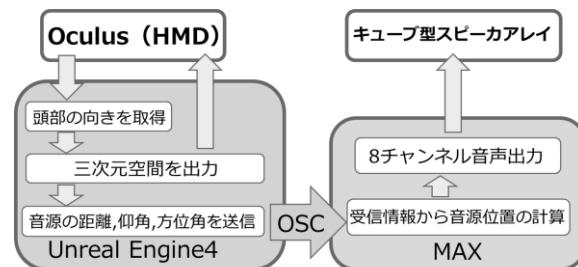 Oculus（HMD）
頭部の向きを取得
三次元空間を出力
音源の距離,仰角,方位角を送信
Unreal Engine4
OSC
キューブ型スピーカアレイ
8チャンネル音声出力
受信情報から音源位置の計算
MAX